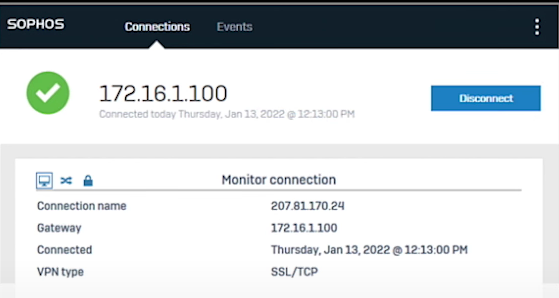 SOPHOS Connections Events
172.16.1.100
Connected today Thursday, Jan 13, 2022 @ 12:13:00 PM
Disconnect
Monitor connection
Connection name 207.81.170.24
Gateway 172.16.1.100
Connected Thursday, Jan 13, 2022 @ 12:13:00 PM
VPN type SSL/TCP